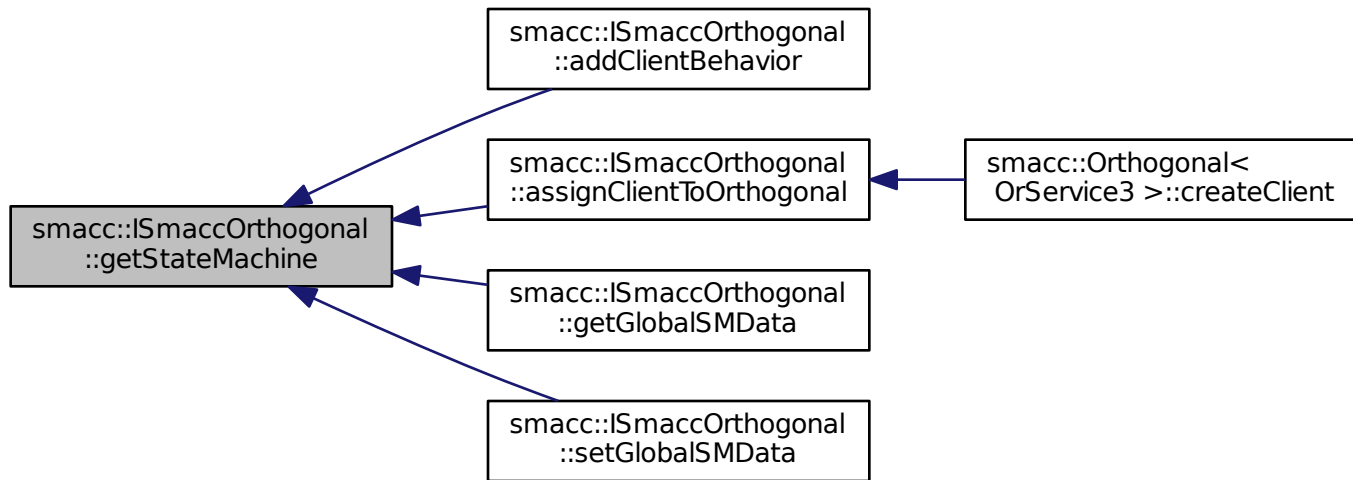 smacc::ISmaccOrthogonal
::getStateMachine
smacc::ISmaccOrthogonal
::addClientBehavior
smacc::ISmaccOrthogonal
::assignClientToOrthogonal
smacc::Orthogonal<
OrService3 >::createClient
smacc::ISmaccOrthogonal
::getGlobalSMData
smacc::ISmaccOrthogonal
::setGlobalSMData